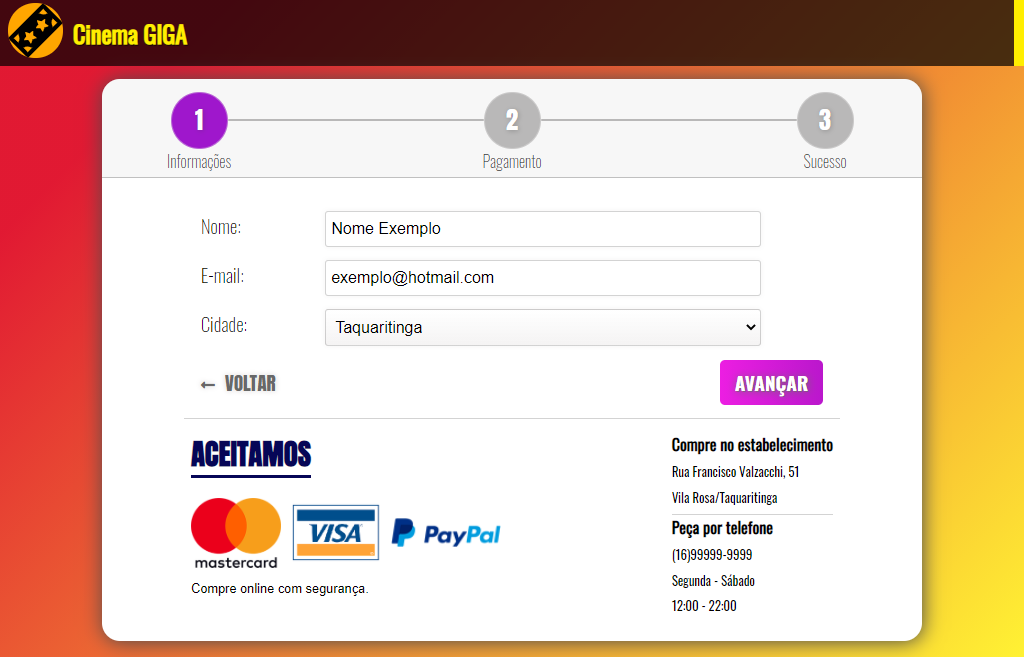 Cinema GIGA
1
2
3
Informações
Pagamento
Sucesso
Nome:
Nome Exemplo
E-mail:
exemplo@hotmail.com
Cidade:
Taquaritinga
← VOLTAR
AVANÇAR
ACEITAMOS
mastercard
VISA
PayPal
Compre online com segurança.
Compre no estabelecimento
Rua Francisco Valzacchi, 51
Vila Rosa/Taquaritinga
Peça por telefone
(16)99999-9999
Segunda - Sábado
12:00 - 22:00